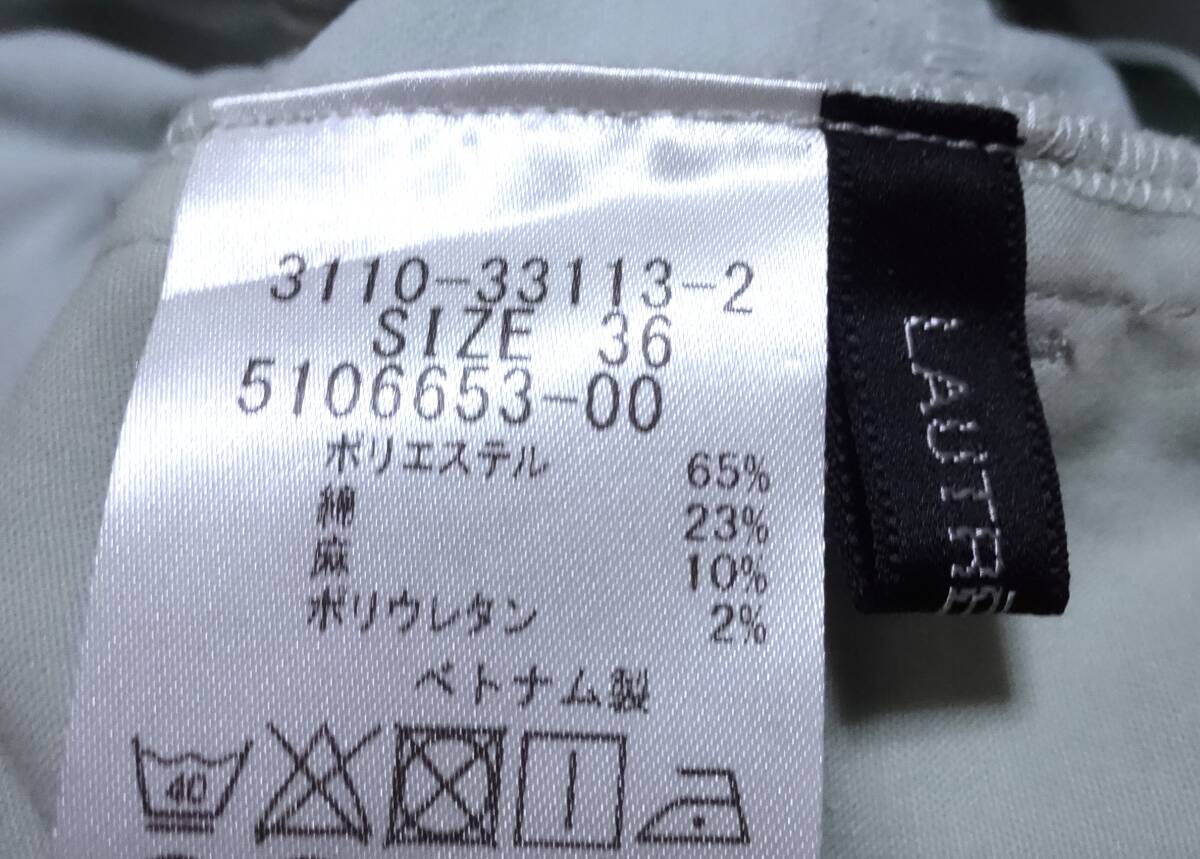 3110-33113-2
SIZE 36
5106653-00
ポリエステル 65%
綿 23%
麻 10%
ポリウレタン 2%
ベトナム製
40